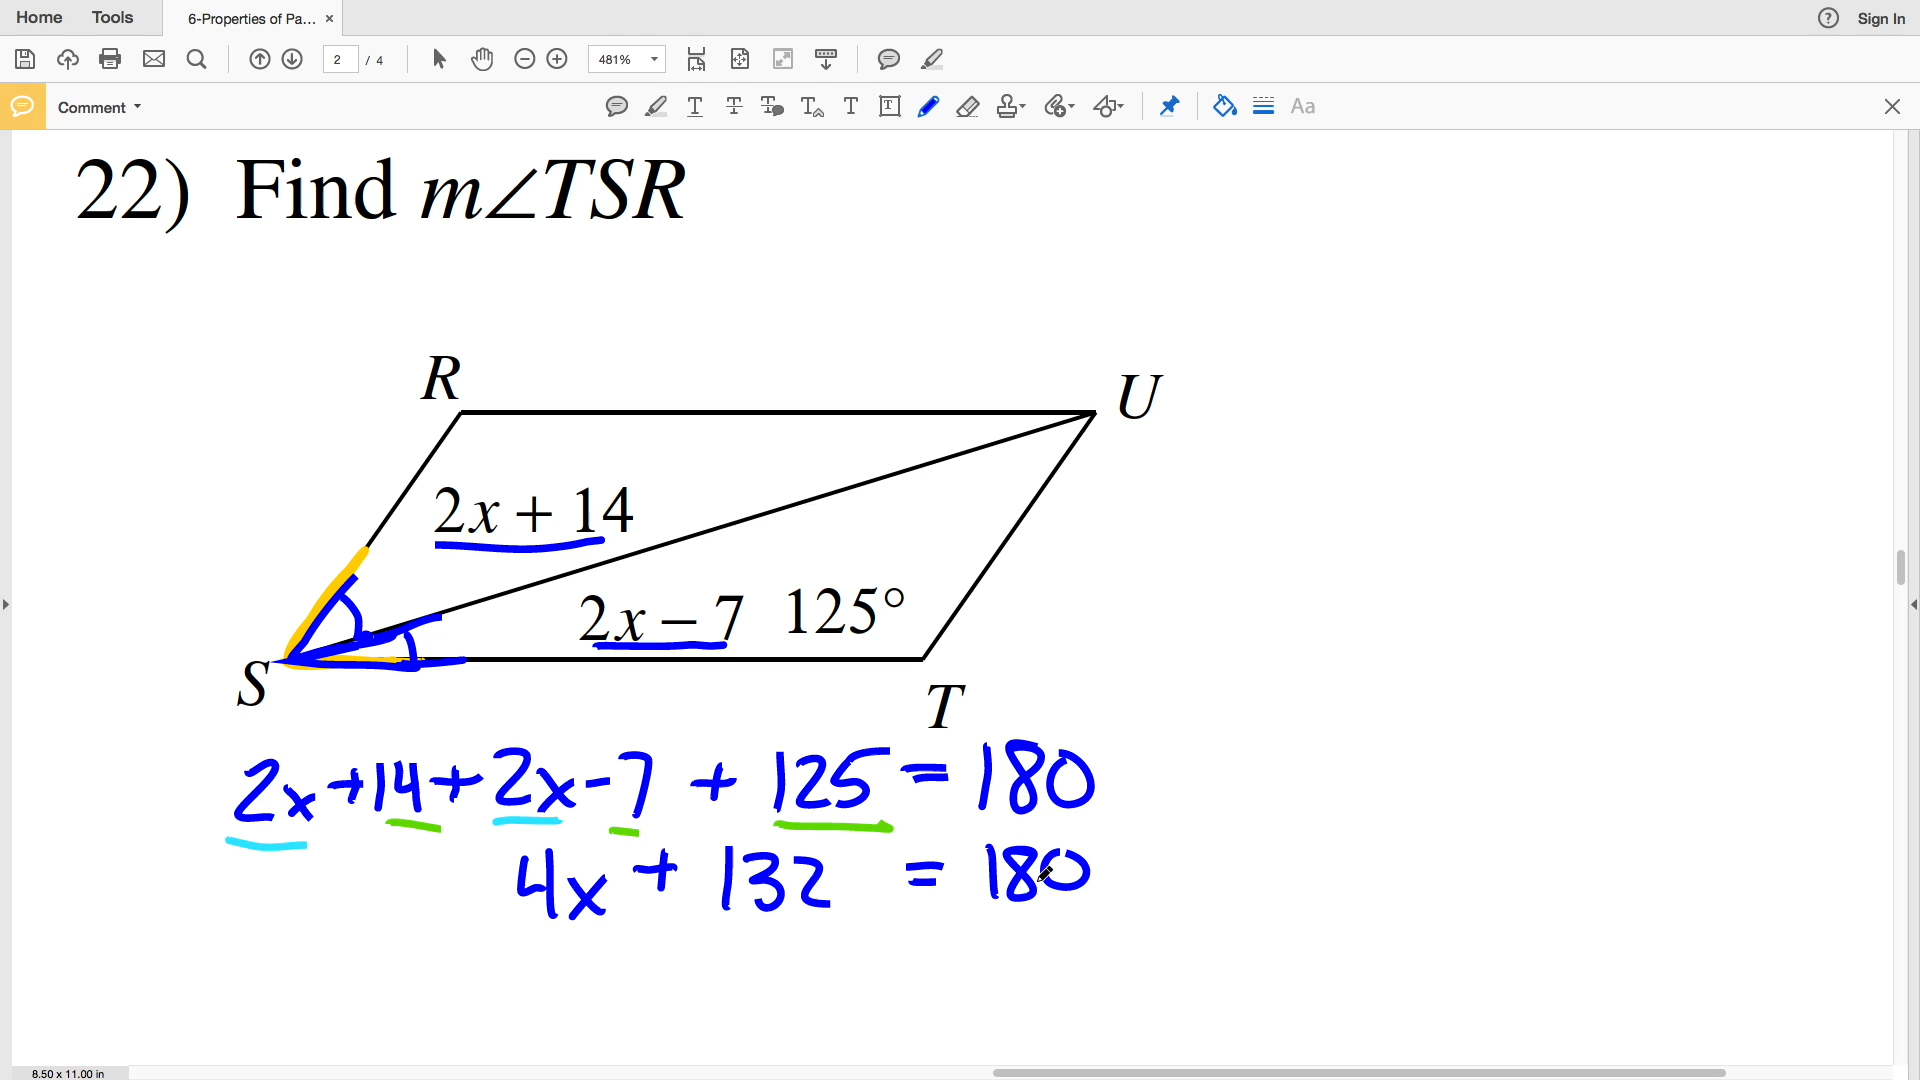 Home Tools 6-Properties of Pa... × ? Sign In
2 / 4 481%
Comment Aa
22) Find m∠TSR
R
U
2x + 14
2x − 7 125°
S
T
2x+14+2x-7 + 125 = 180
4x + 132 = 180
8.50 x 11.00 in